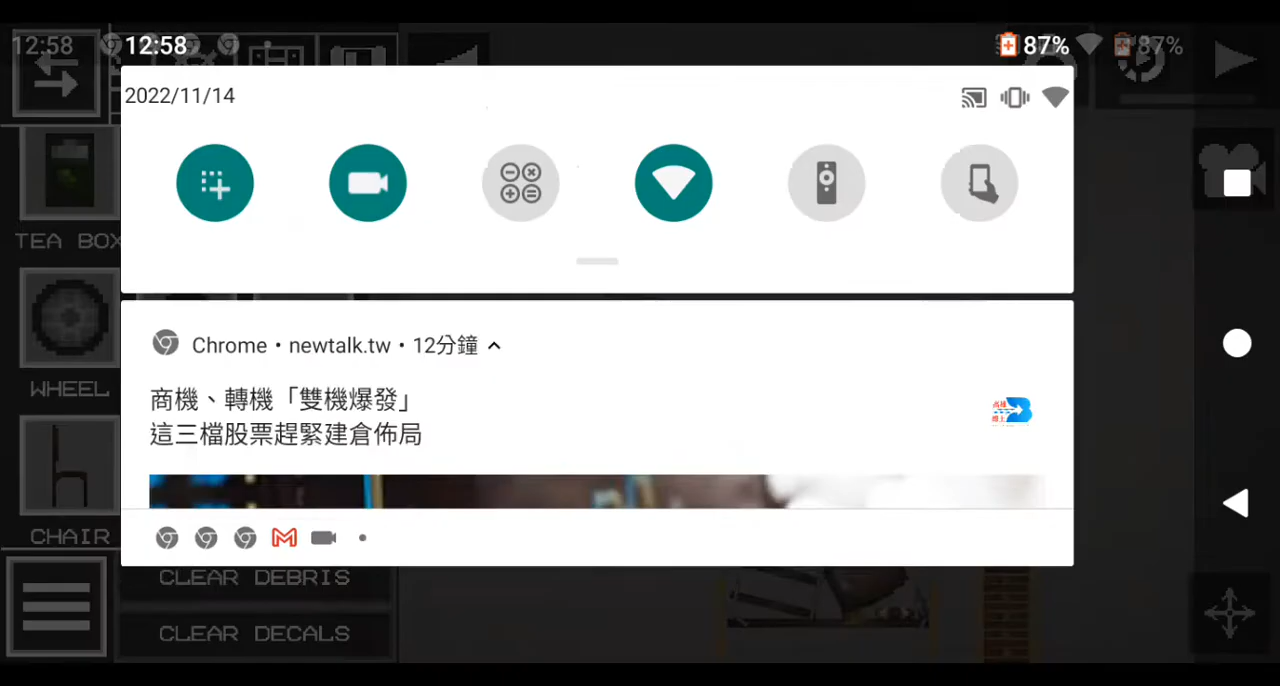 12:58
12:58
87%
87%
2022/11/14
TEA BOX
Chrome • newtalk.tw • 12分鐘
WHEEL
商機、轉機「雙機爆發」
這三檔股票趕緊建倉佈局
CHAIR
CLEAR DEBRIS
CLEAR DECALS